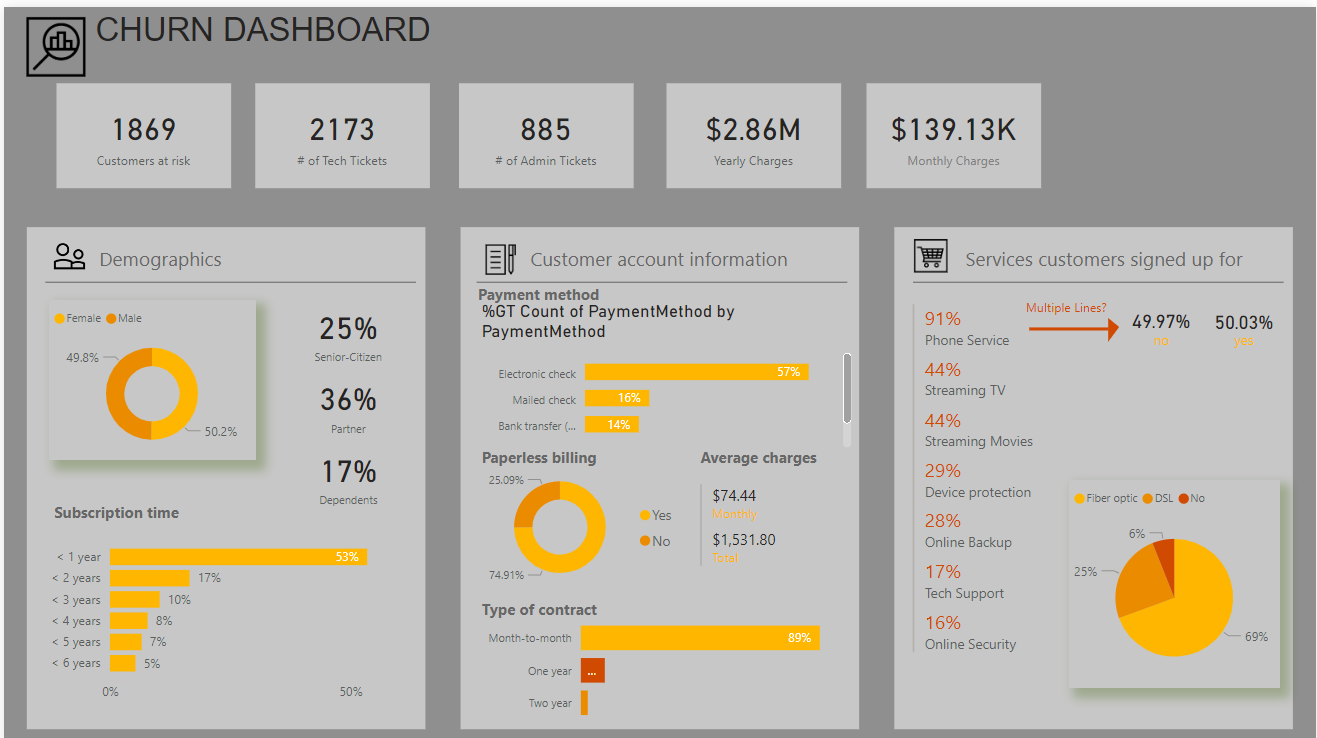 CHURN DASHBOARD
1869
Customers at risk
2173
# of Tech Tickets
885
# of Admin Tickets
$2.86M
Yearly Charges
$139.13K
Monthly Charges
Demographics
Female Male
49.8%
50.2%
25%
Senior-Citizen
36%
Partner
17%
Dependents
Subscription time
< 1 year 53%
< 2 years 17%
< 3 years 10%
< 4 years 8%
< 5 years 7%
< 6 years 5%
0% 50%
Customer account information
Payment method
%GT Count of PaymentMethod by
PaymentMethod
Electronic check 57%
Mailed check 16%
Bank transfer (... 14%
Paperless billing
25.09%
74.91%
Yes
No
Average charges
$74.44
Monthly
$1,531.80
Total
Type of contract
Month-to-month 89%
One year ...
Two year
Services customers signed up for
91%
Phone Service
Multiple Lines?
49.97%
no
50.03%
yes
44%
Streaming TV
44%
Streaming Movies
29%
Device protection
28%
Online Backup
17%
Tech Support
16%
Online Security
Fiber optic DSL No
6%
25%
69%